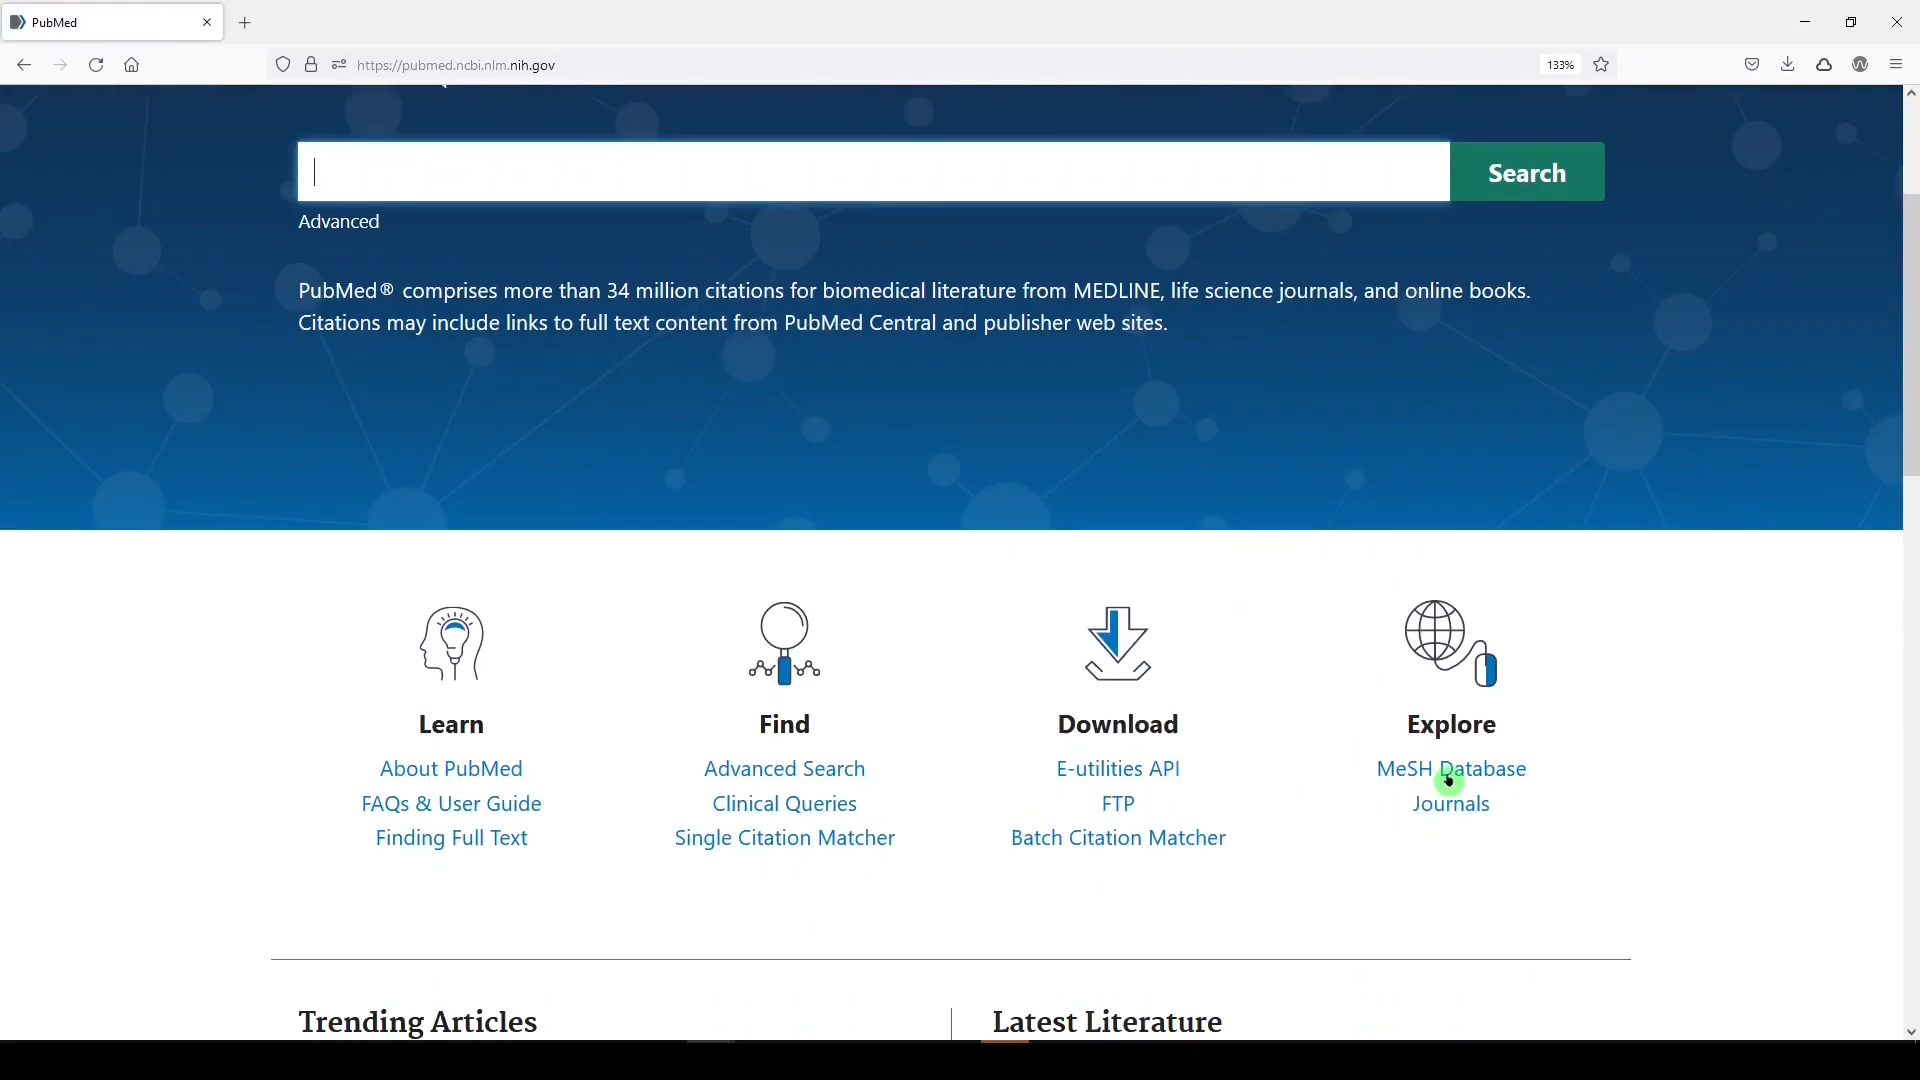 PubMed
https://pubmed.ncbi.nlm.nih.gov
133%
Search
Advanced
PubMed® comprises more than 34 million citations for biomedical literature from MEDLINE, life science journals, and online books.
Citations may include links to full text content from PubMed Central and publisher web sites.
Learn
About PubMed
FAQs & User Guide
Finding Full Text
Find
Advanced Search
Clinical Queries
Single Citation Matcher
Download
E-utilities API
FTP
Batch Citation Matcher
Explore
MeSH Database
Journals
Trending Articles
Latest Literature